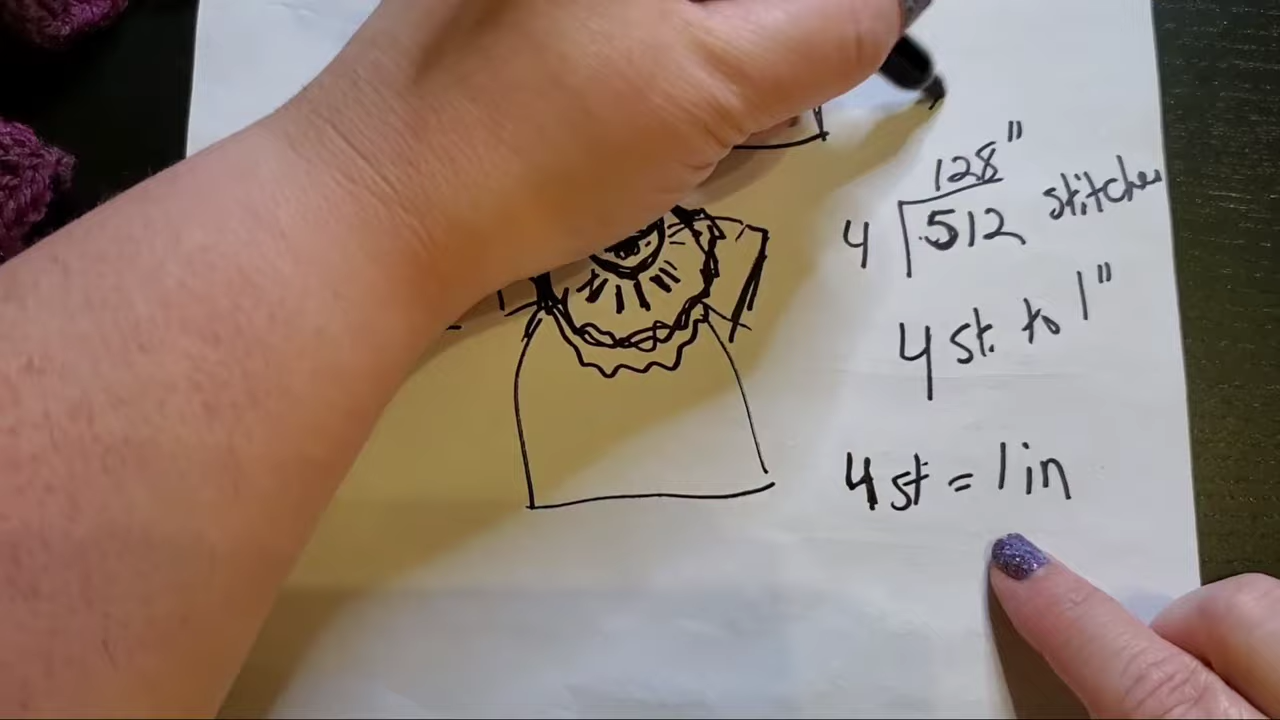 128"
4 512 stitches
4 st. to 1"
4 st = 1 in